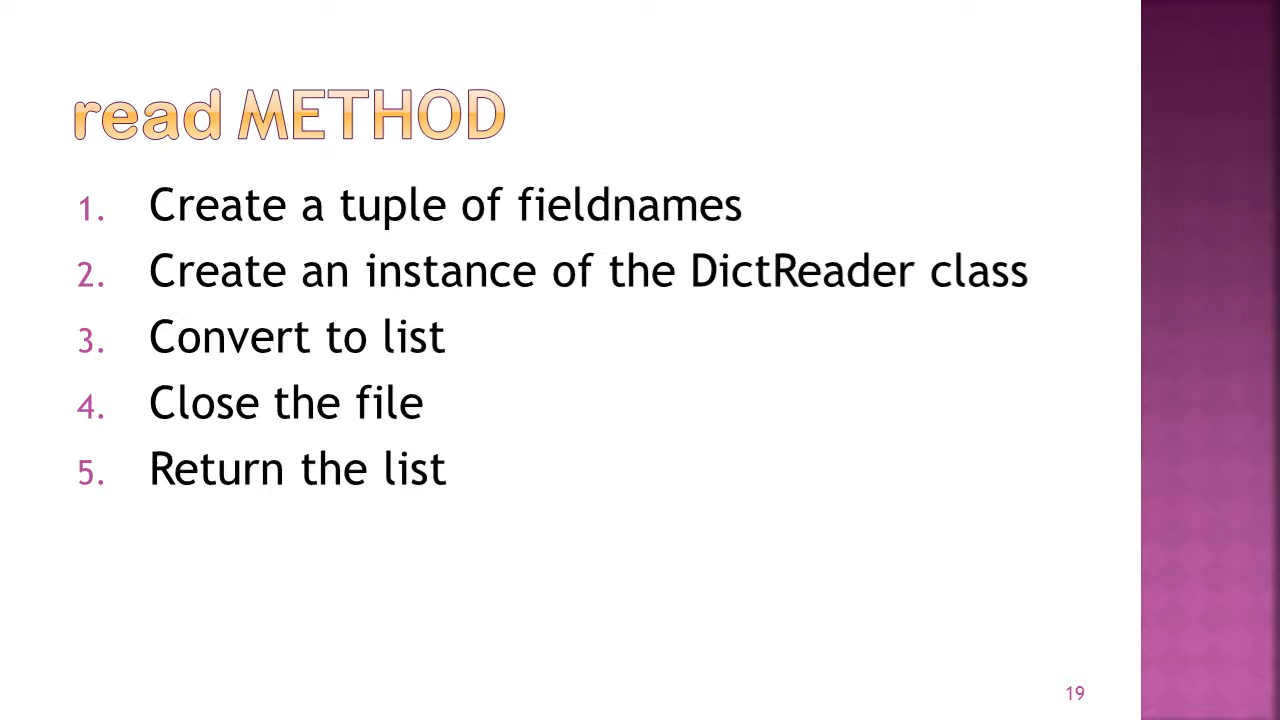 read METHOD
1. Create a tuple of fieldnames
2. Create an instance of the DictReader class
3. Convert to list
4. Close the file
5. Return the list
19